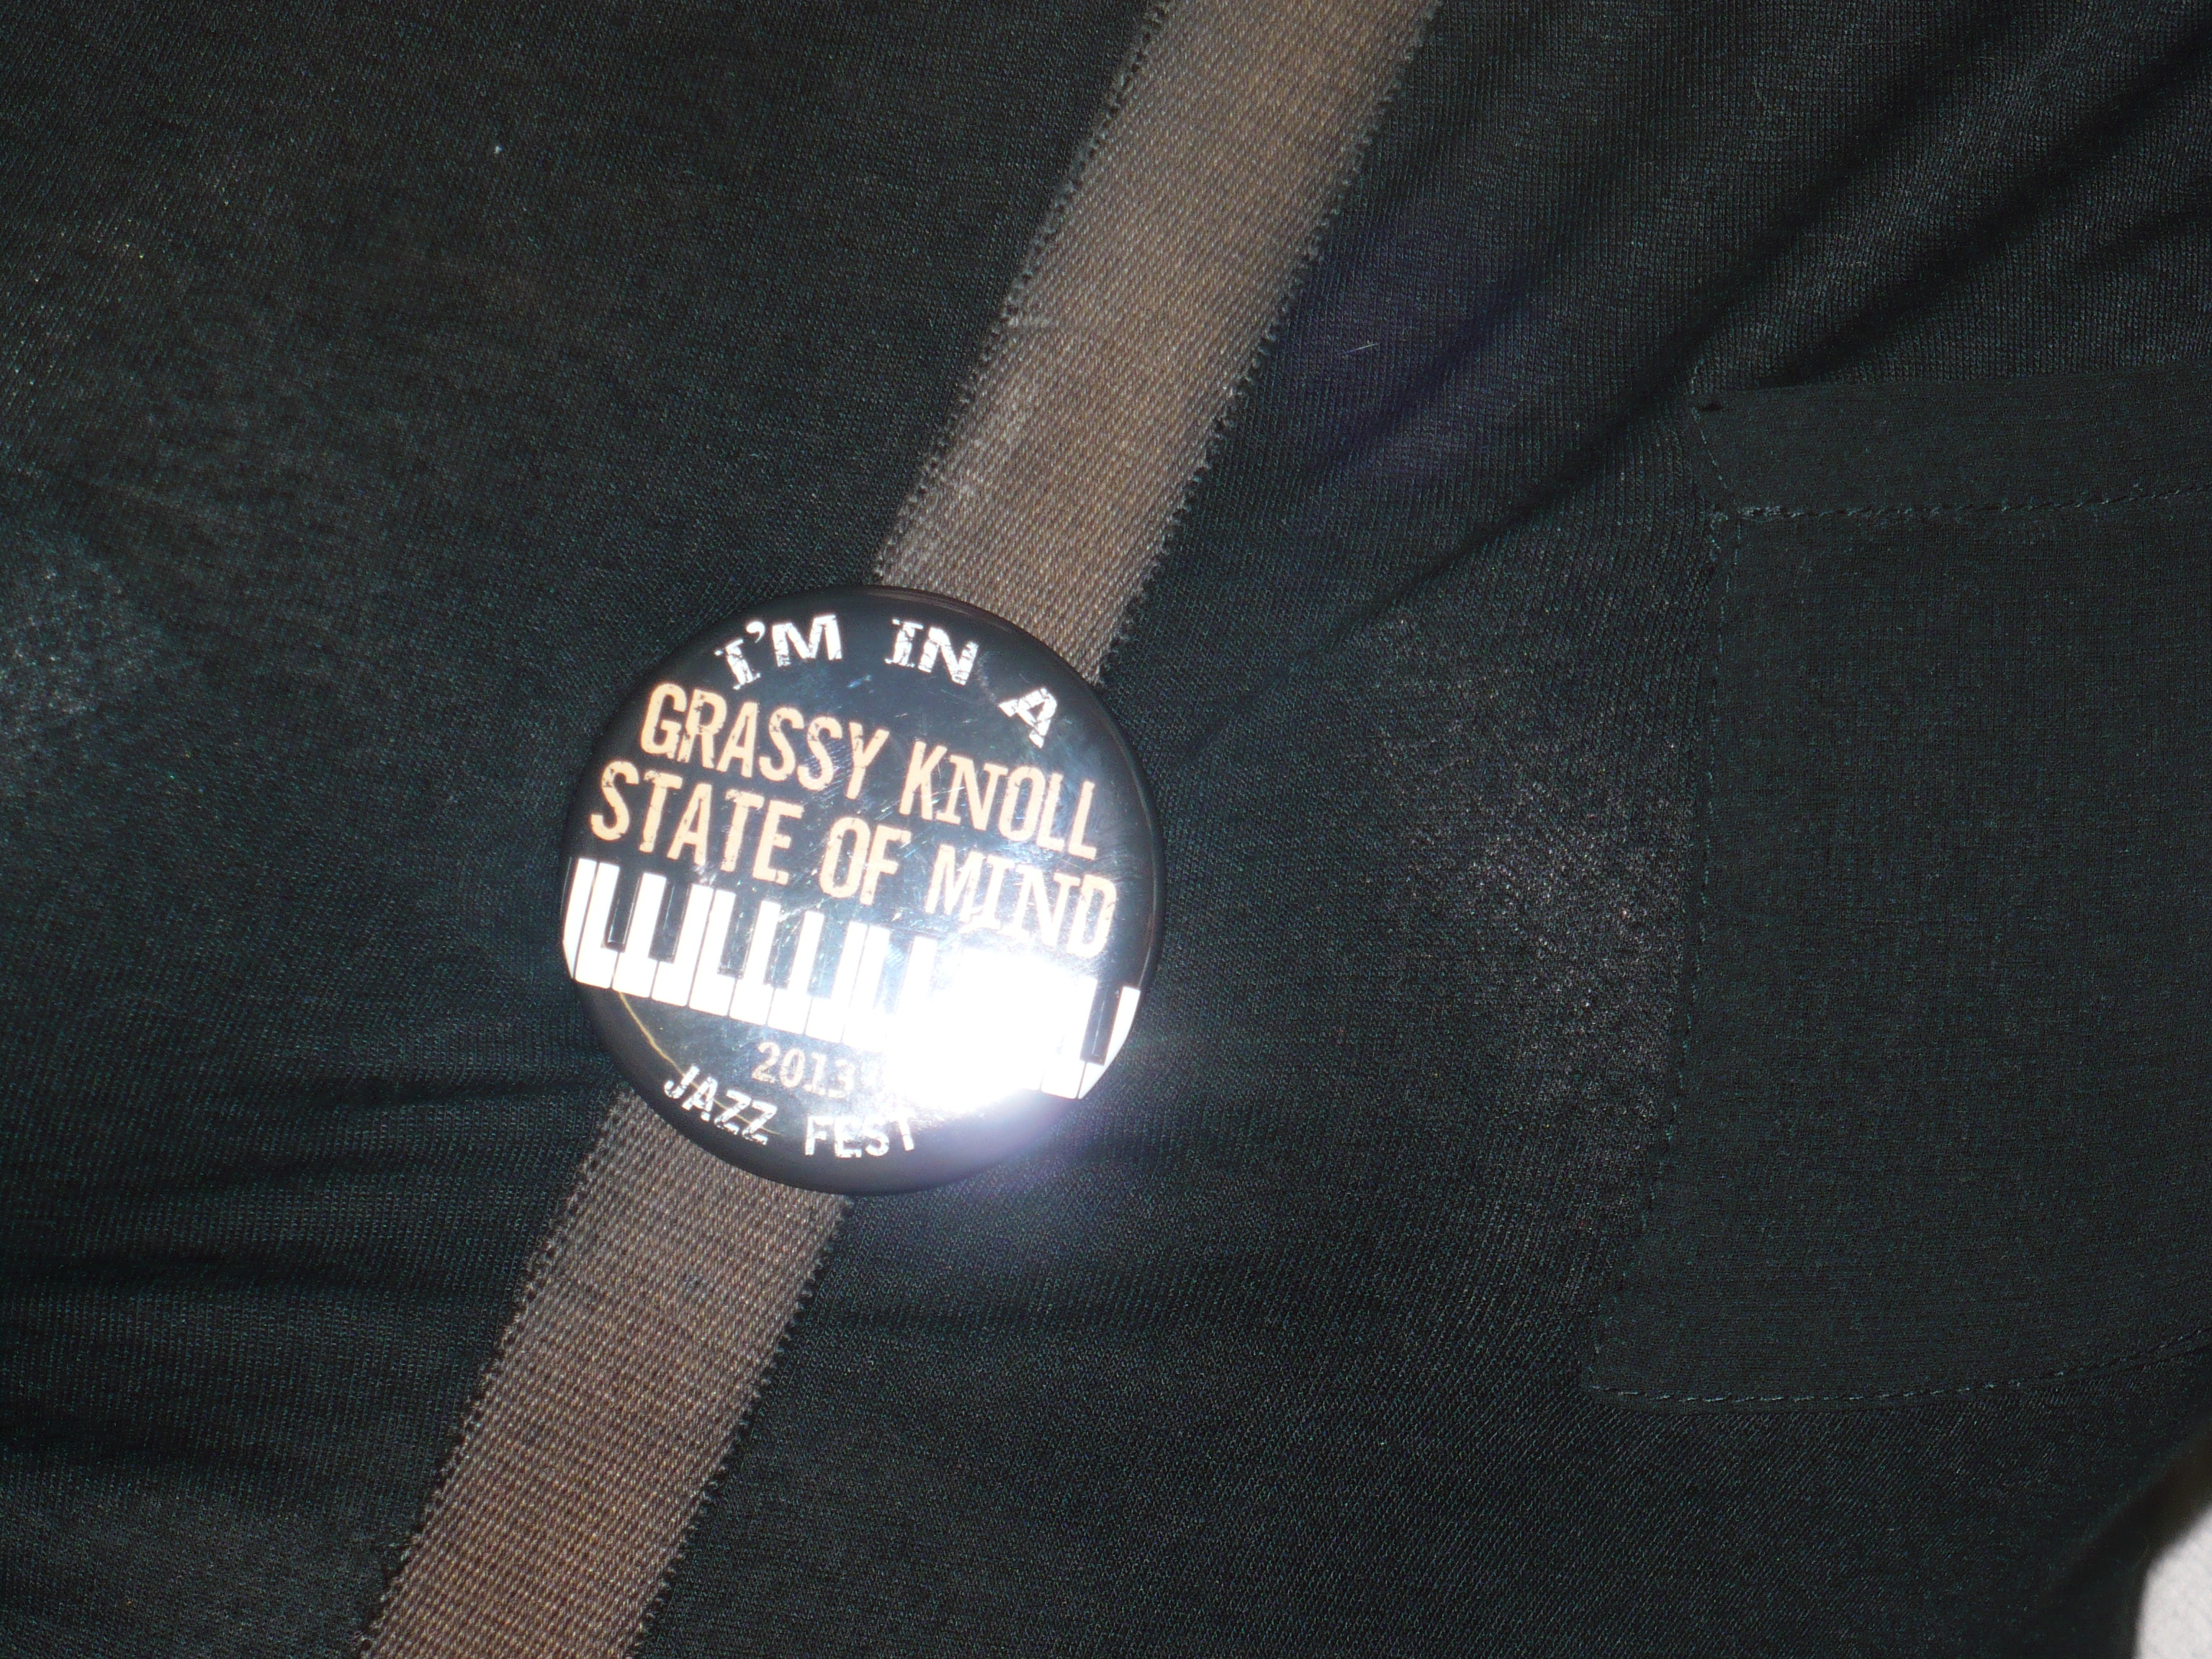 I'M IN A
GRASSY KNOLL
STATE OF MIND
2013
JAZZ FEST